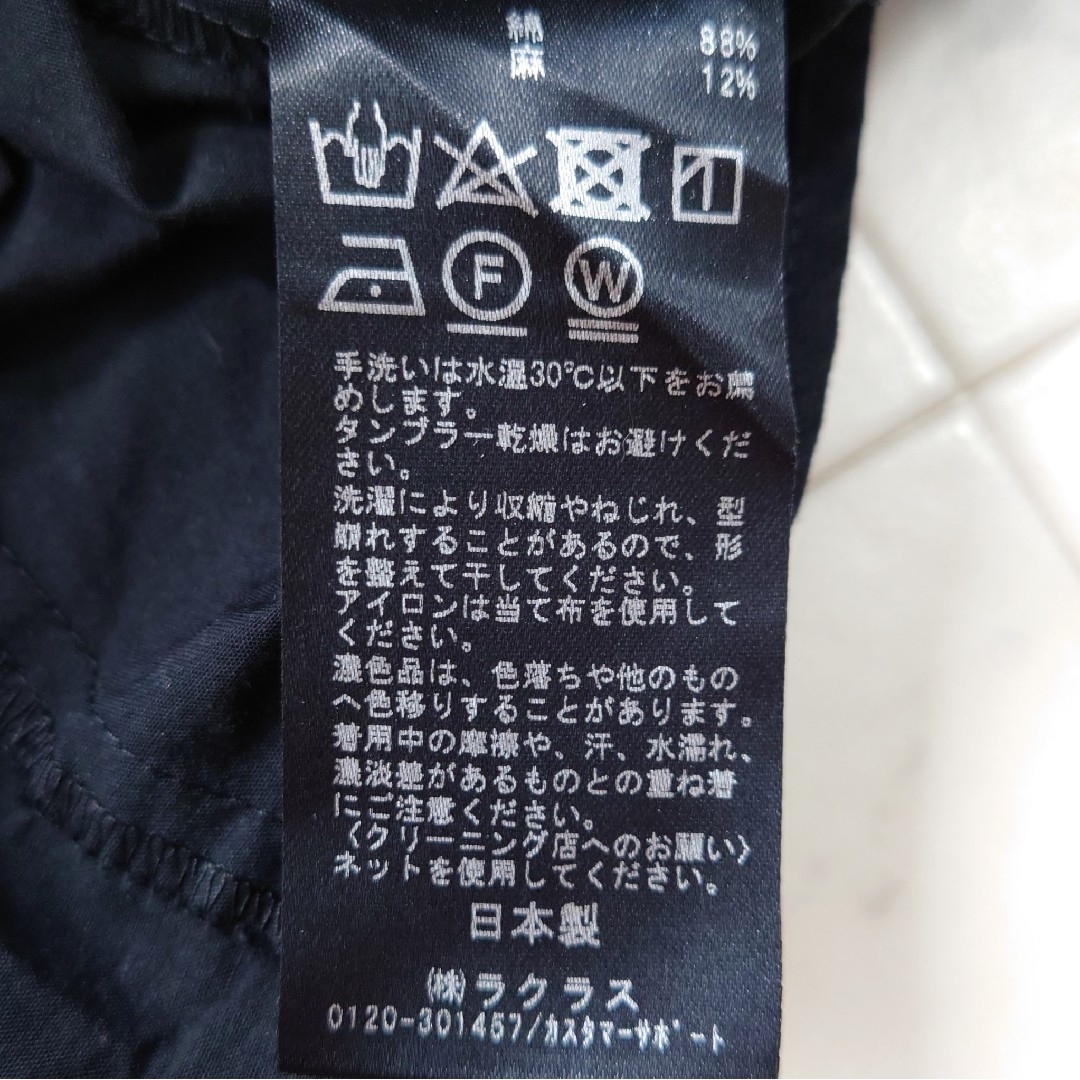 綿 88%
麻 12%
F W
手洗いは水温30℃以下をお薦
めします。
タンブラー乾燥はお避けくだ
さい。
洗濯により収縮やねじれ、型
崩れすることがあるので、形
を整えて干してください。
アイロンは当て布を使用して
ください。
濃色品は、色落ちや他のもの
へ色移りすることがあります。
着用中の摩擦や、汗、水濡れ、
濃淡差があるものとの重ね着
にご注意ください。
〈クリーニング店へのお願い〉
ネットを使用してください。
日本製
㈱ラクラス
0120-301457/ｶｽﾀﾏｰｻﾎﾟｰﾄ